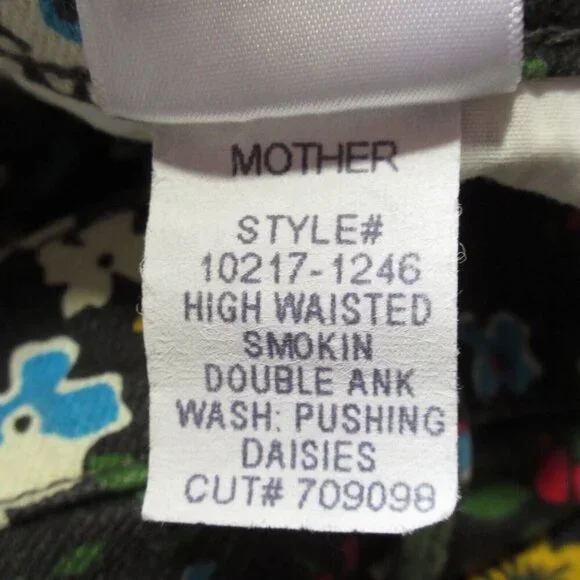 MOTHER
STYLE#
10217-1246
HIGH WAISTED
SMOKIN
DOUBLE ANK
WASH: PUSHING
DAISIES
CUT# 709098